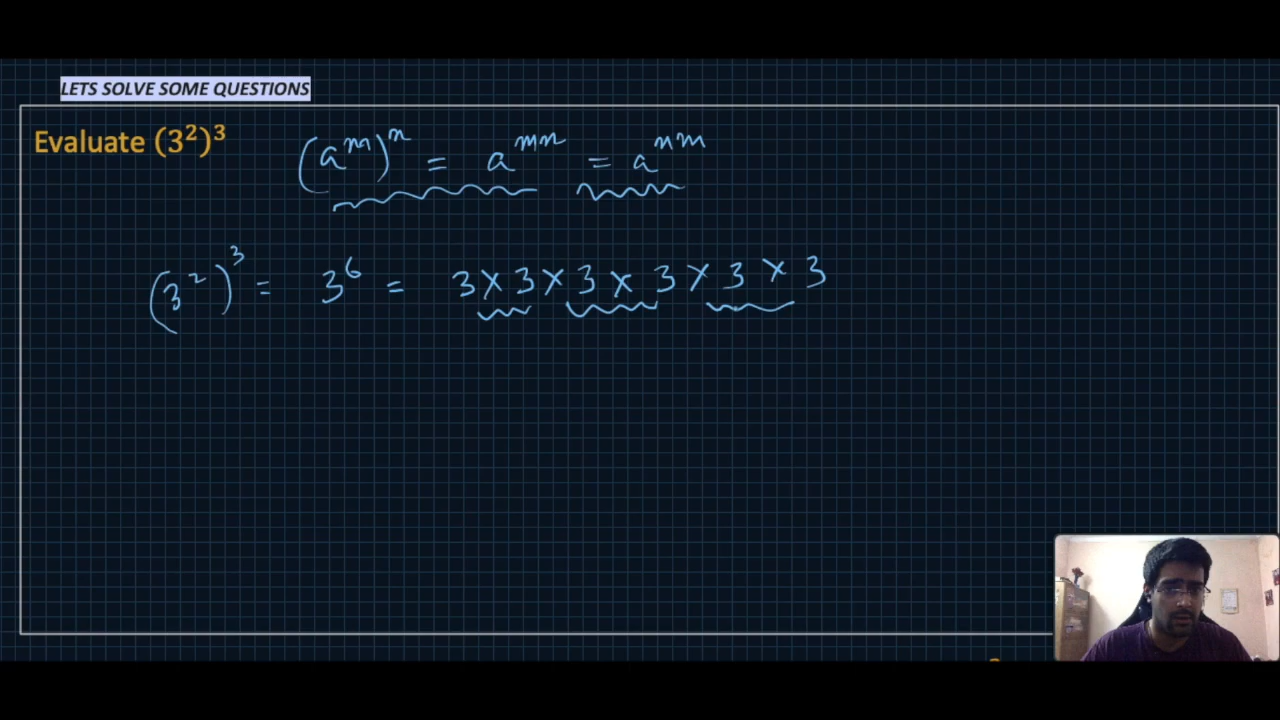 LETS SOLVE SOME QUESTIONS
Evaluate (3²)³ (aᵐ)ⁿ = aᵐⁿ = aⁿᵐ
(3²)³ = 3⁶ = 3 × 3 × 3 × 3 × 3 × 3